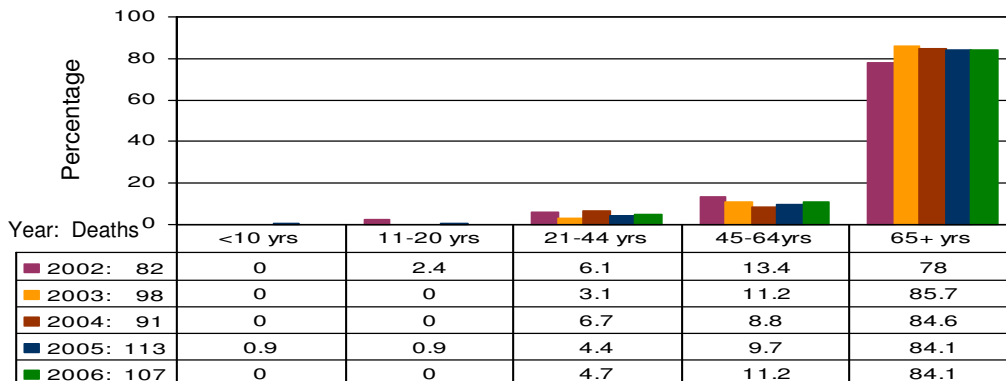 100
80
60
40
20
0
Percentage
Year: Deaths
<10 yrs 11-20 yrs 21-44 yrs 45-64yrs 65+ yrs
2002: 82 0 2.4 6.1 13.4 78
2003: 98 0 0 3.1 11.2 85.7
2004: 91 0 0 6.7 8.8 84.6
2005: 113 0.9 0.9 4.4 9.7 84.1
2006: 107 0 0 4.7 11.2 84.1